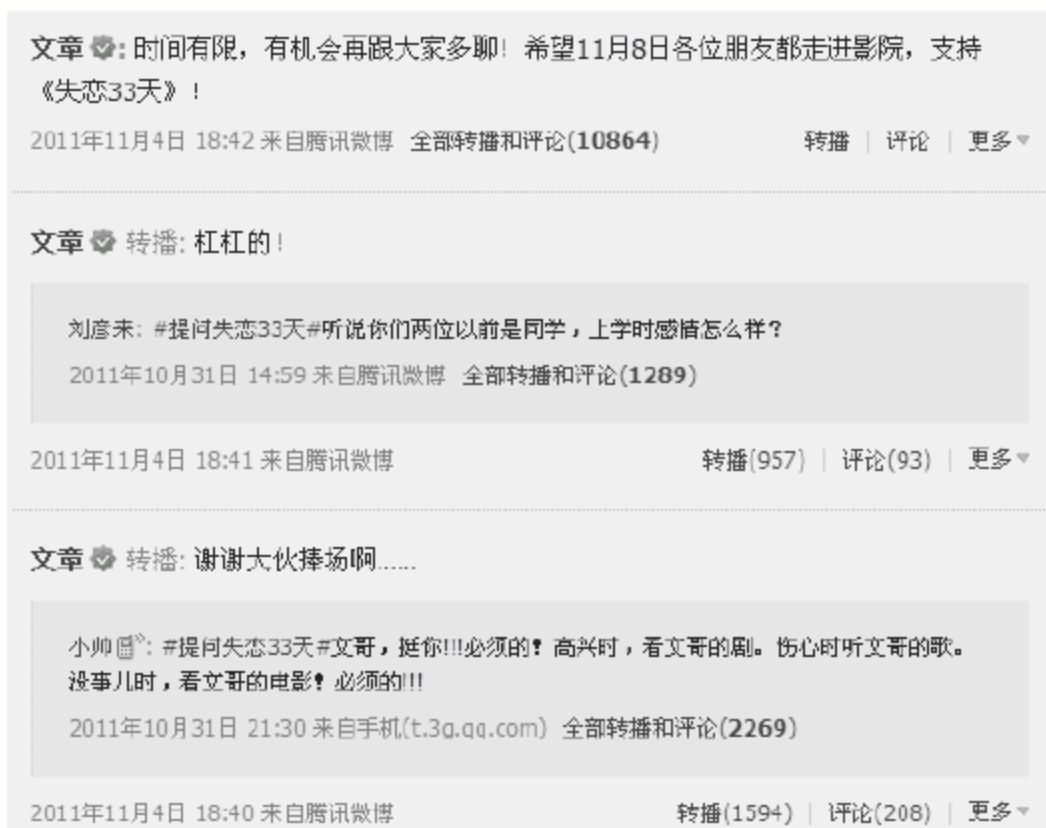 文章: 时间有限，有机会再跟大家多聊！希望11月8日各位朋友都走进影院，支持
《失恋33天》！
2011年11月4日 18:42 来自腾讯微博 全部转播和评论(10864) 转播 | 评论 | 更多
文章 转播: 杠杠的！
刘彦来: #提问失恋33天#听说你们两位以前是同学，上学时感情怎么样？
2011年10月31日 14:59 来自腾讯微博 全部转播和评论(1289)
2011年11月4日 18:41 来自腾讯微博 转播(957) | 评论(93) | 更多
文章 转播: 谢谢大伙捧场啊……
小帅: #提问失恋33天#文哥，挺你!!!必须的！高兴时，看文哥的剧。伤心时听文哥的歌。
没事儿时，看文哥的电影！必须的!!!
2011年10月31日 21:30 来自手机(t.3g.qq.com) 全部转播和评论(2269)
2011年11月4日 18:40 来自腾讯微博 转播(1594) | 评论(208) | 更多